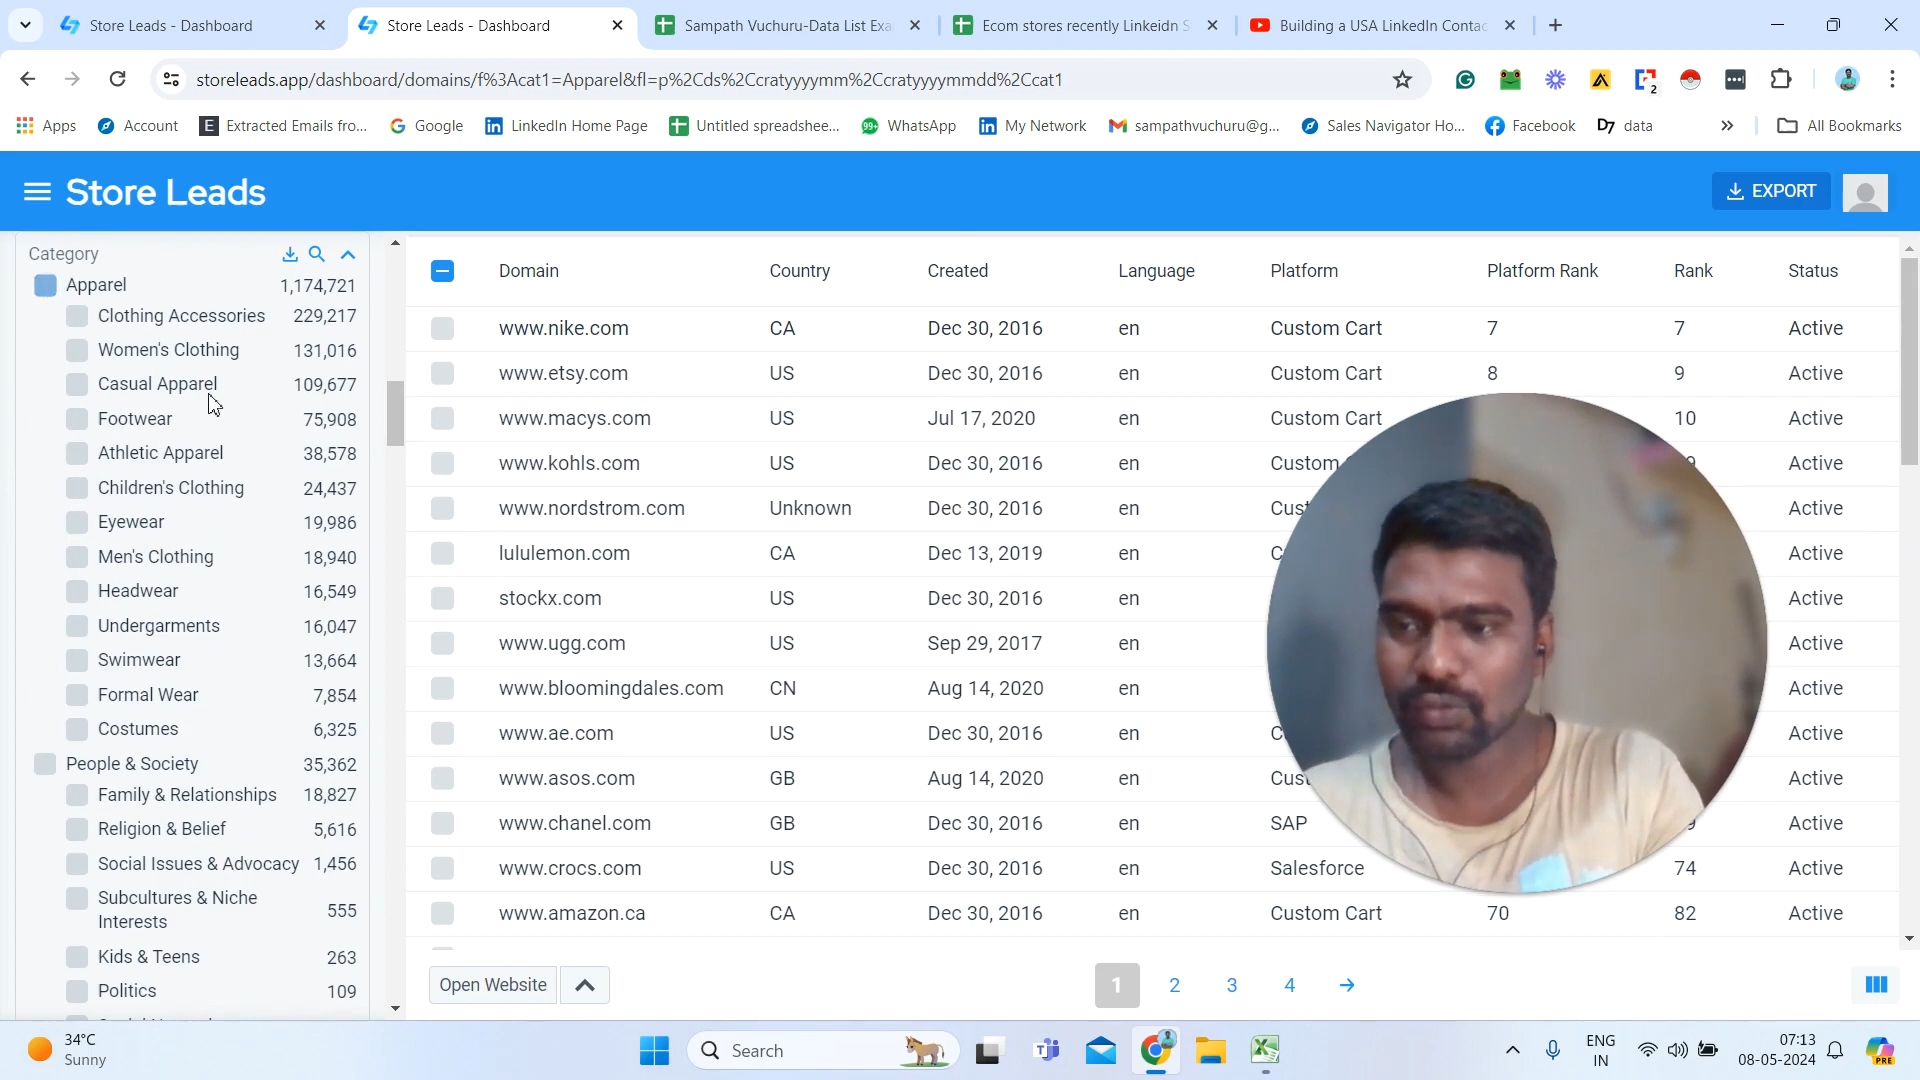 Store Leads - Dashboard
Store Leads - Dashboard
Sampath Vuchuru-Data List Exa
Ecom stores recently Linkeidn S
Building a USA LinkedIn Contac
storeleads.app/dashboard/domains/f%3Acat1=Apparel&fl=p%2Cds%2Ccratyyyymm%2Ccratyyyymmdd%2Ccat1
2
Apps
Account
E Extracted Emails fro...
Google
LinkedIn Home Page
Untitled spreadshee...
99+ WhatsApp
My Network
sampathvuchuru@g...
Sales Navigator Ho...
Facebook
D7 data
All Bookmarks
Store Leads
EXPORT
Category
Apparel 1,174,721
Clothing Accessories 229,217
Women's Clothing 131,016
Casual Apparel 109,677
Footwear 75,908
Athletic Apparel 38,578
Children's Clothing 24,437
Eyewear 19,986
Men's Clothing 18,940
Headwear 16,549
Undergarments 16,047
Swimwear 13,664
Formal Wear 7,854
Costumes 6,325
People & Society 35,362
Family & Relationships 18,827
Religion & Belief 5,616
Social Issues & Advocacy 1,456
Subcultures & Niche
Interests 555
Kids & Teens 263
Politics 109
Domain Country Created Language Platform Platform Rank Rank Status
www.nike.com CA Dec 30, 2016 en Custom Cart 7 7 Active
www.etsy.com US Dec 30, 2016 en Custom Cart 8 9 Active
www.macys.com US Jul 17, 2020 en Custom Cart 10 Active
www.kohls.com US Dec 30, 2016 en Custom Active
www.nordstrom.com Unknown Dec 30, 2016 en Cust Active
lululemon.com CA Dec 13, 2019 en C Active
stockx.com US Dec 30, 2016 en Active
www.ugg.com US Sep 29, 2017 en Active
www.bloomingdales.com CN Aug 14, 2020 en Active
www.ae.com US Dec 30, 2016 en C Active
www.asos.com GB Aug 14, 2020 en Cust Active
www.chanel.com GB Dec 30, 2016 en SAP 9 Active
www.crocs.com US Dec 30, 2016 en Salesforce 74 Active
www.amazon.ca CA Dec 30, 2016 en Custom Cart 70 82 Active
Open Website
1 2 3 4
34°C
Sunny
Search
ENG
IN
07:13
08-05-2024
PRE